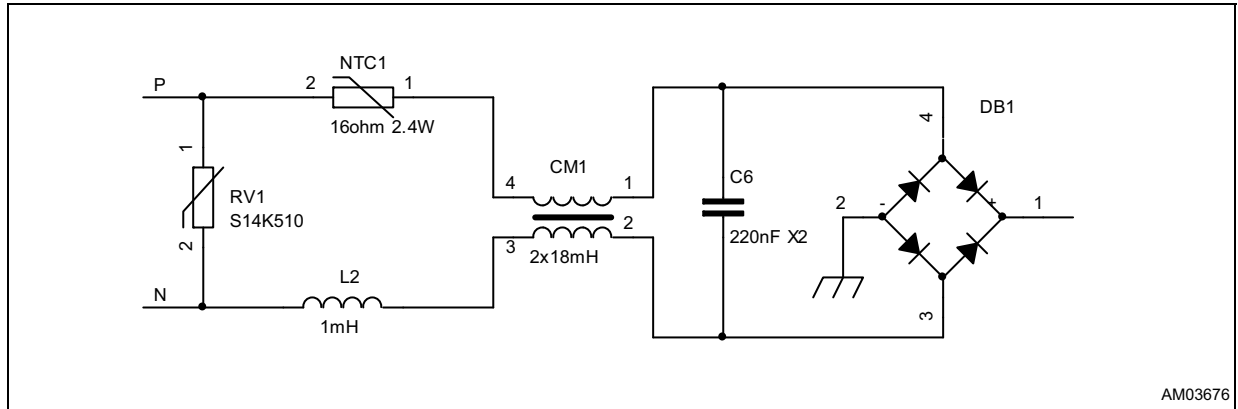 NTC1
P
2
1
16ohm 2.4W
1
RV1
S14K510
2
CM1
4
1
3
2
2x18mH
N
L2
1mH
C6
220nF X2
DB1
4
2
-
+
1
3
AM03676